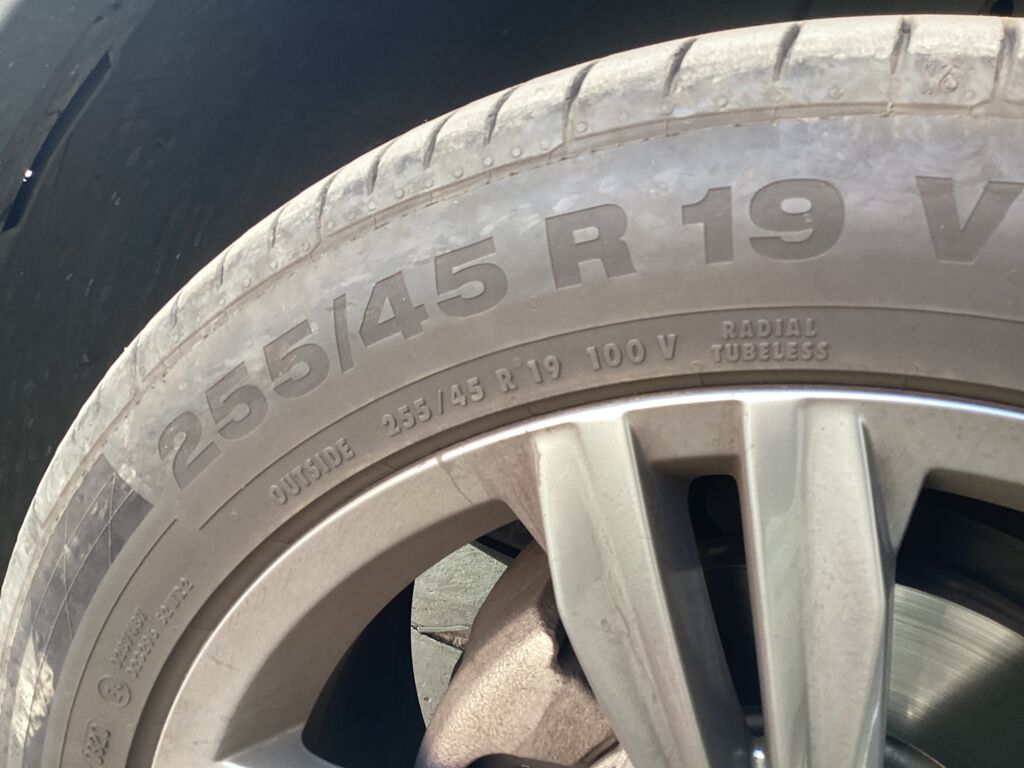 255/45 R 19 V
OUTSIDE 255/45 R 19 100 V RADIAL
TUBELESS